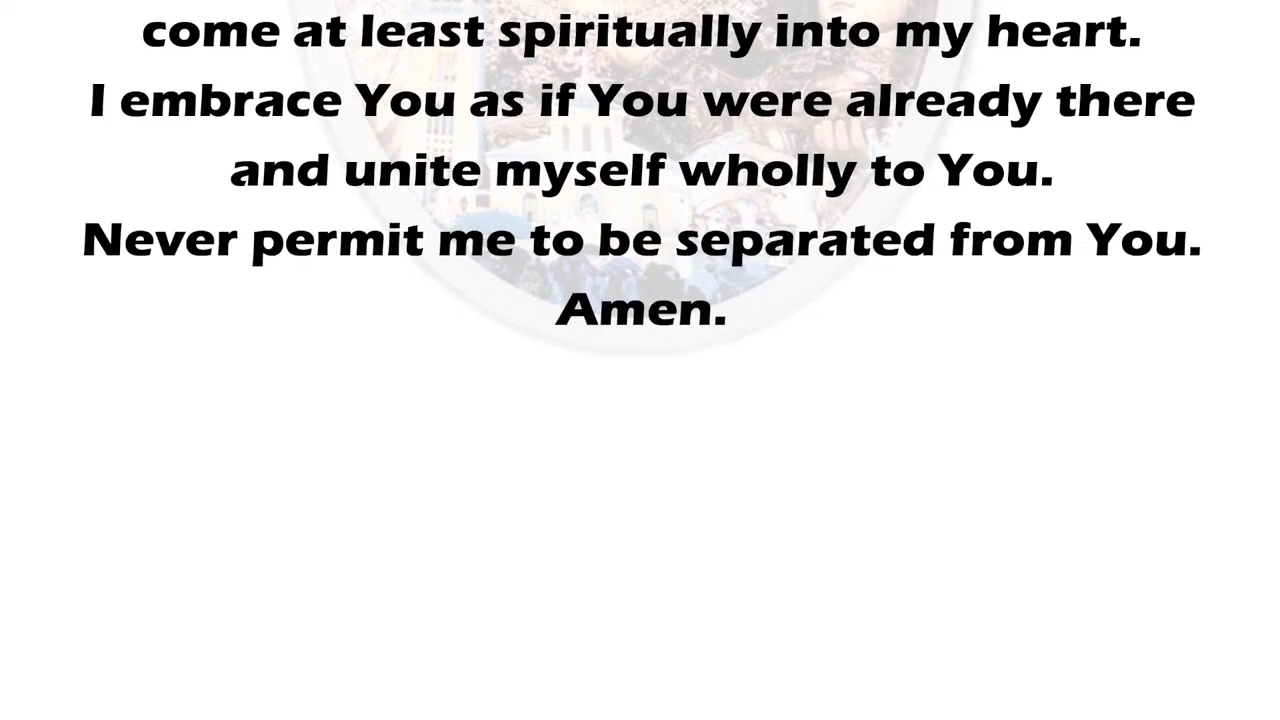 come at least spiritually into my heart.
I embrace You as if You were already there
and unite myself wholly to You.
Never permit me to be separated from You.
Amen.